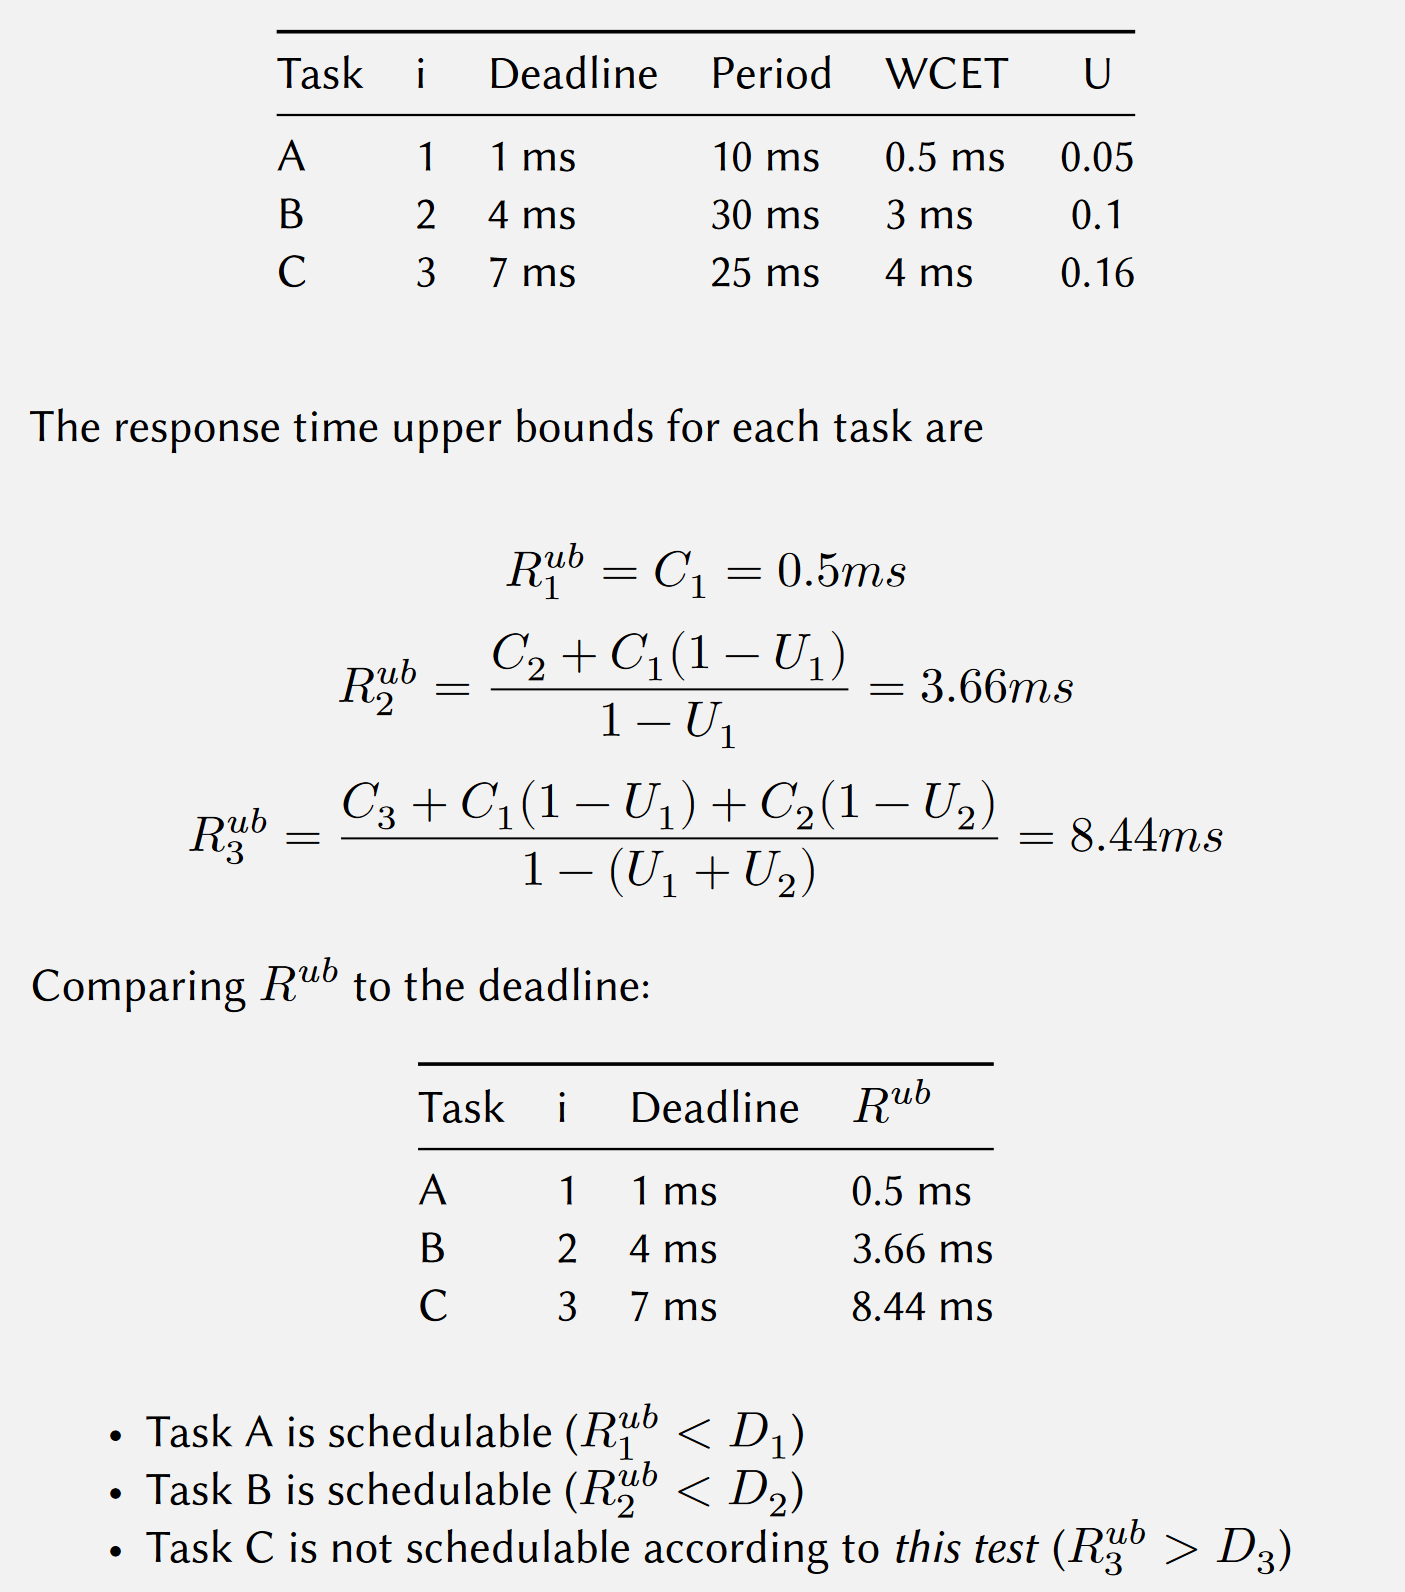 Task i Deadline Period WCET U
A 1 1 ms 10 ms 0.5 ms 0.05
B 2 4 ms 30 ms 3 ms 0.1
C 3 7 ms 25 ms 4 ms 0.16
The response time upper bounds for each task are
$R_1^{ub} = C_1 = 0.5ms$
$R_2^{ub} = \frac{C_2 + C_1(1 - U_1)}{1 - U_1} = 3.66ms$
$R_3^{ub} = \frac{C_3 + C_1(1 - U_1) + C_2(1 - U_2)}{1 - (U_1 + U_2)} = 8.44ms$
Comparing $R^{ub}$ to the deadline:
Task i Deadline $R^{ub}$
A 1 1 ms 0.5 ms
B 2 4 ms 3.66 ms
C 3 7 ms 8.44 ms
• Task A is schedulable ($R_1^{ub} < D_1$)
• Task B is schedulable ($R_2^{ub} < D_2$)
• Task C is not schedulable according to this test ($R_3^{ub} > D_3$)